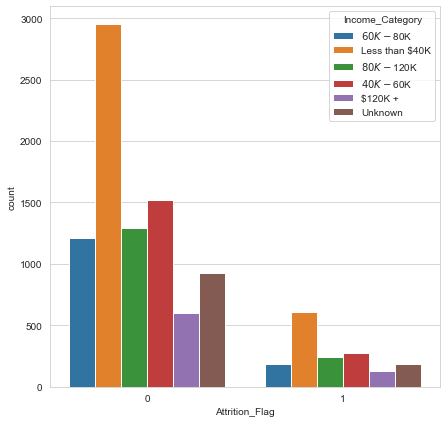 Income_Category
60K − 80K
Less than $40K
80K − 120K
40K − 60K
$120K +
Unknown
3000
2500
2000
1500
1000
500
0
count
0 1
Attrition_Flag